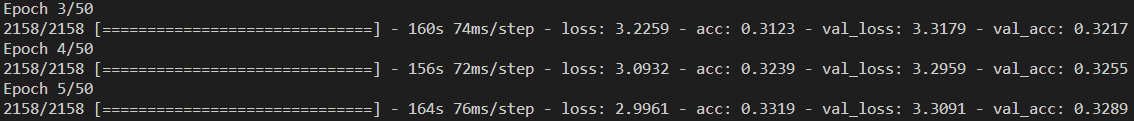 Epoch 3/50
2158/2158 [==============================] - 160s 74ms/step - loss: 3.2259 - acc: 0.3123 - val_loss: 3.3179 - val_acc: 0.3217
Epoch 4/50
2158/2158 [==============================] - 156s 72ms/step - loss: 3.0932 - acc: 0.3239 - val_loss: 3.2959 - val_acc: 0.3255
Epoch 5/50
2158/2158 [==============================] - 164s 76ms/step - loss: 2.9961 - acc: 0.3319 - val_loss: 3.3091 - val_acc: 0.3289